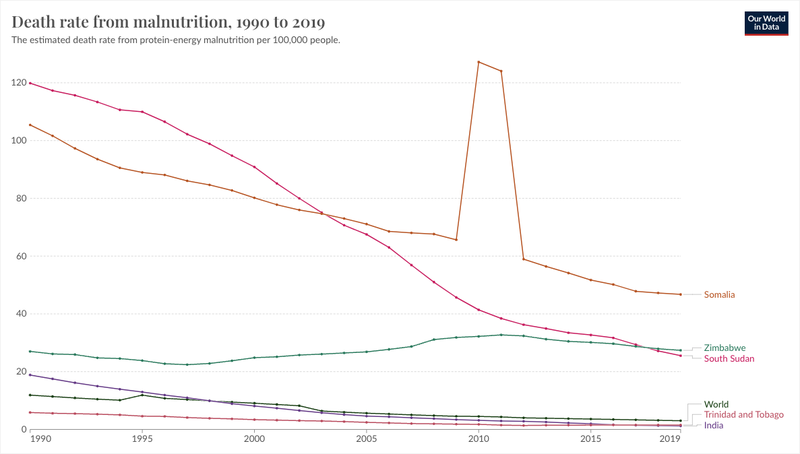 Death rate from malnutrition, 1990 to 2019
The estimated death rate from protein-energy malnutrition per 100,000 people.
Our World
in Data
120
100
80
60
40
20
0
Somalia
Zimbabwe
South Sudan
World
Trinidad and Tobago
India
1990
1995
2000
2005
2010
2015
2019